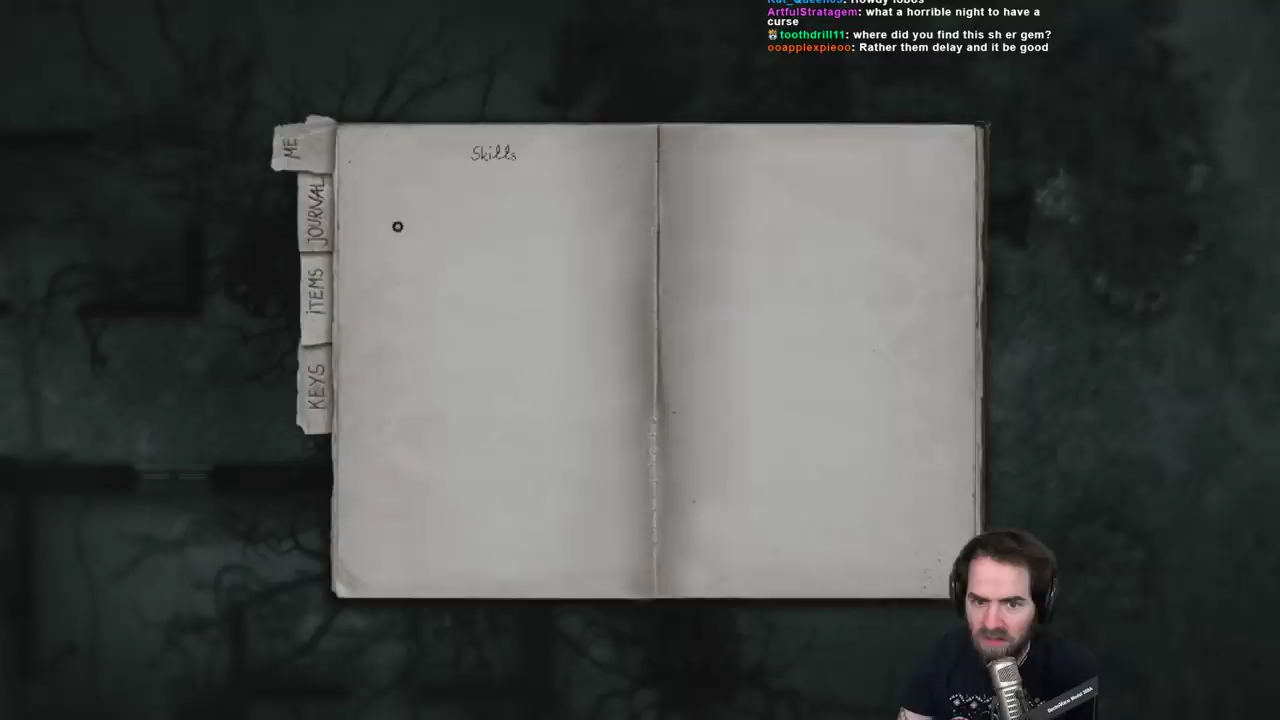 ArtfulStratagem: what a horrible night to have a
curse
toothdrill11: where did you find this sh er gem?
ooapplexpieoo: Rather them delay and it be good
Skills
ME
JOURNAL
ITEMS
KEYS